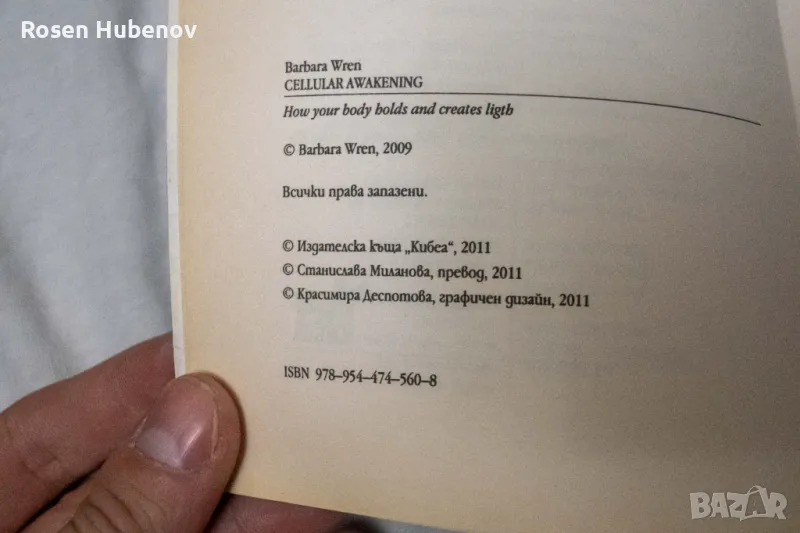 Rosen Hubenov
Barbara Wren
CELLULAR AWAKENING
How your body holds and creates ligth
© Barbara Wren, 2009
Всички права запазени.
© Издателска къща „Кибеа“, 2011
© Станислава Миланова, превод, 2011
© Красимира Деспотова, графичен дизайн, 2011
ISBN 978–954–474–560–8
BAZAR